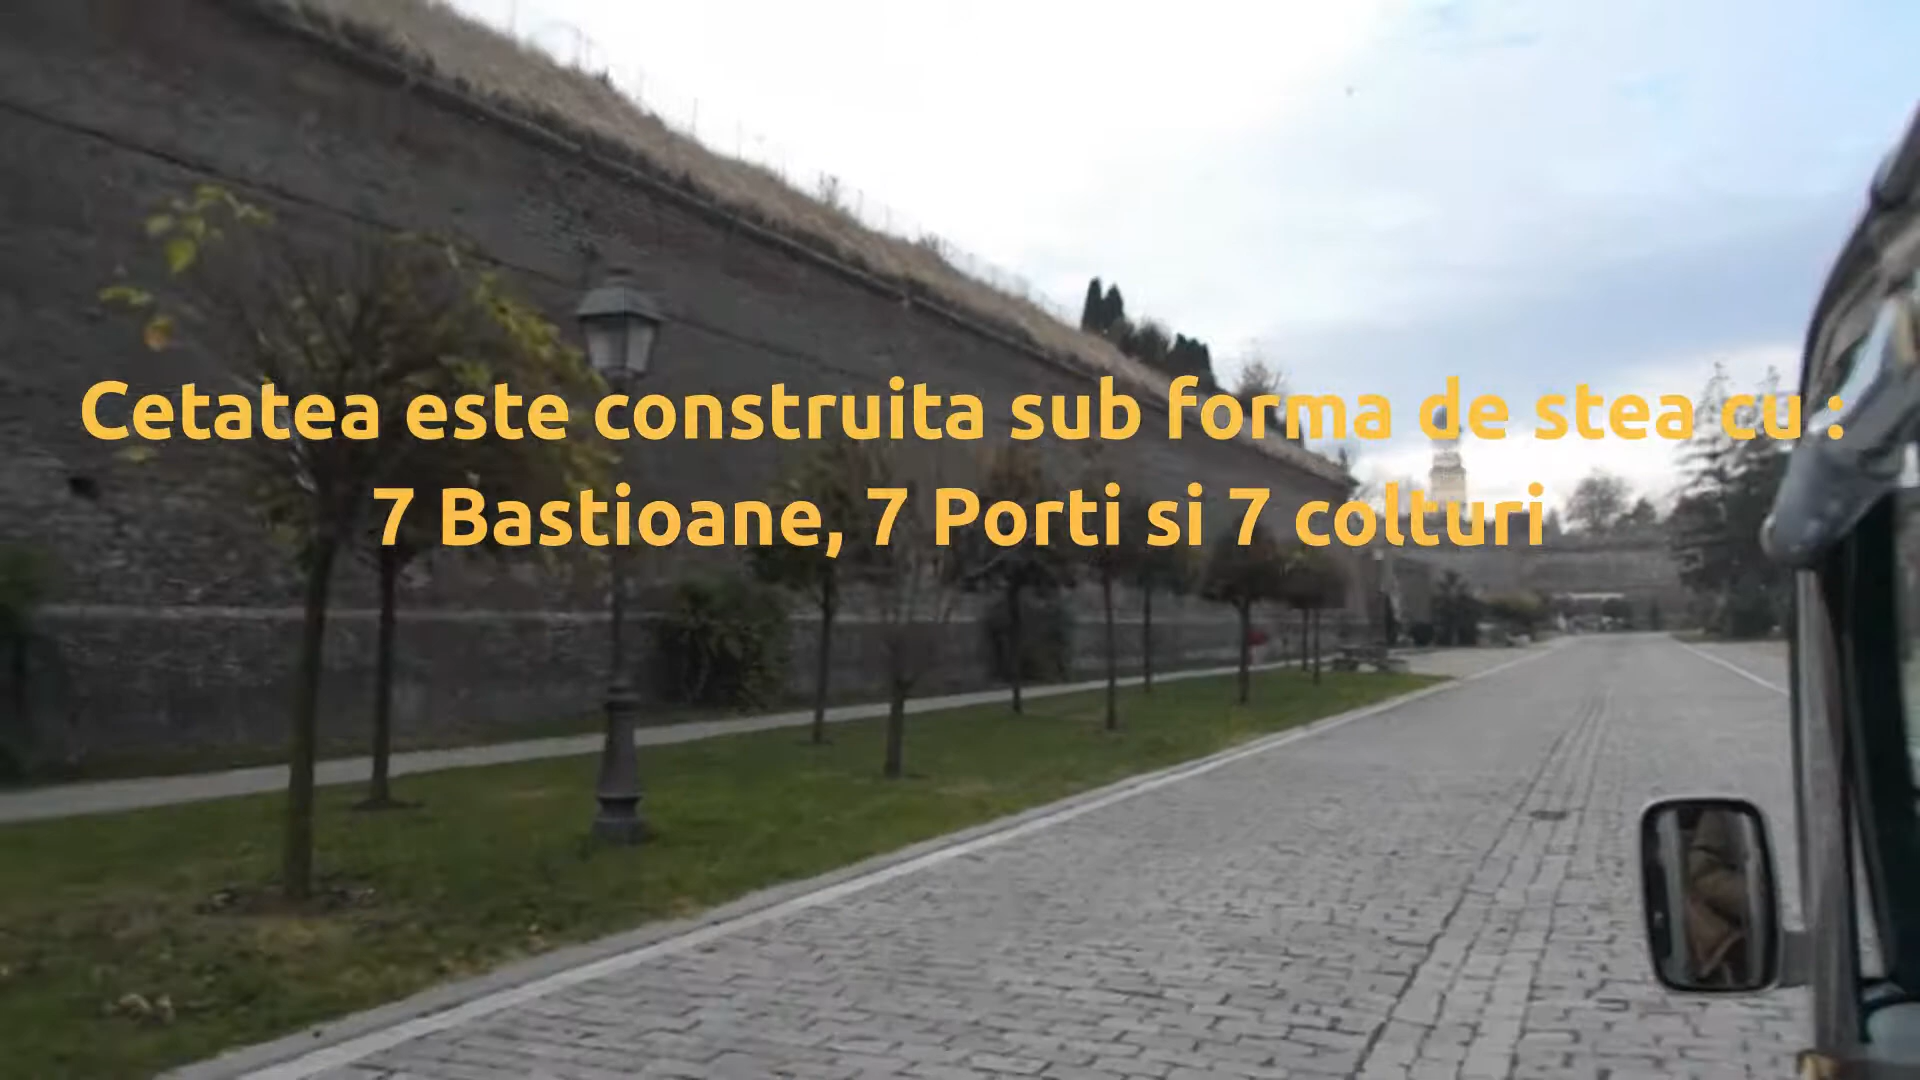 Cetatea este construita sub forma de stea cu :
7 Bastioane, 7 Porti si 7 colturi